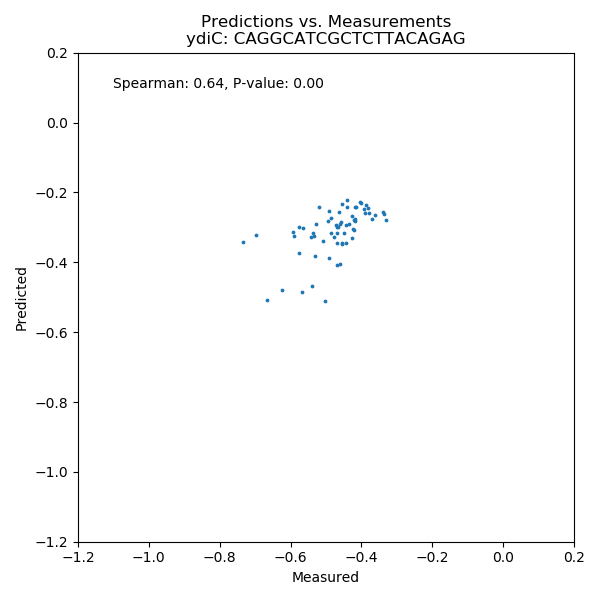 Predictions vs. Measurements
ydiC: CAGGCATCGCTCTTACAGAG
Spearman: 0.64, P-value: 0.00
0.2
0.0
−0.2
−0.4
−0.6
−0.8
−1.0
−1.2
Predicted
−1.2 −1.0 −0.8 −0.6 −0.4 −0.2 0.0 0.2
Measured